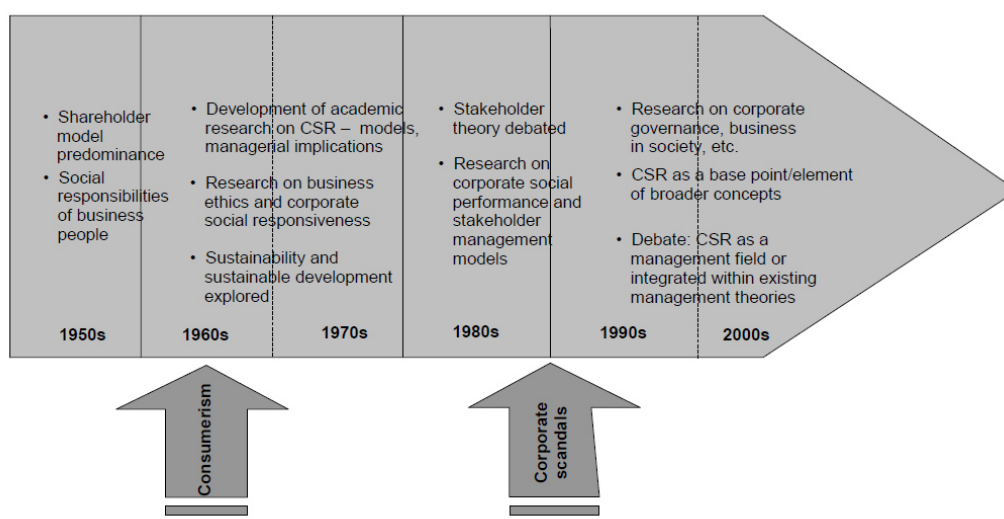 • Shareholder
model
predominance
• Social
responsibilities
of business
people
• Development of academic
research on CSR – models,
managerial implications
• Research on business
ethics and corporate
social responsiveness
• Sustainability and
sustainable development
explored
• Stakeholder
theory debated
• Research on
corporate social
performance and
stakeholder
management
models
• Research on corporate
governance, business
in society, etc.
• CSR as a base point/element
of broader concepts
• Debate: CSR as a
management field or
integrated within existing
management theories
1950s
1960s
1970s
1980s
1990s
2000s
Consumerism
Corporate
scandals